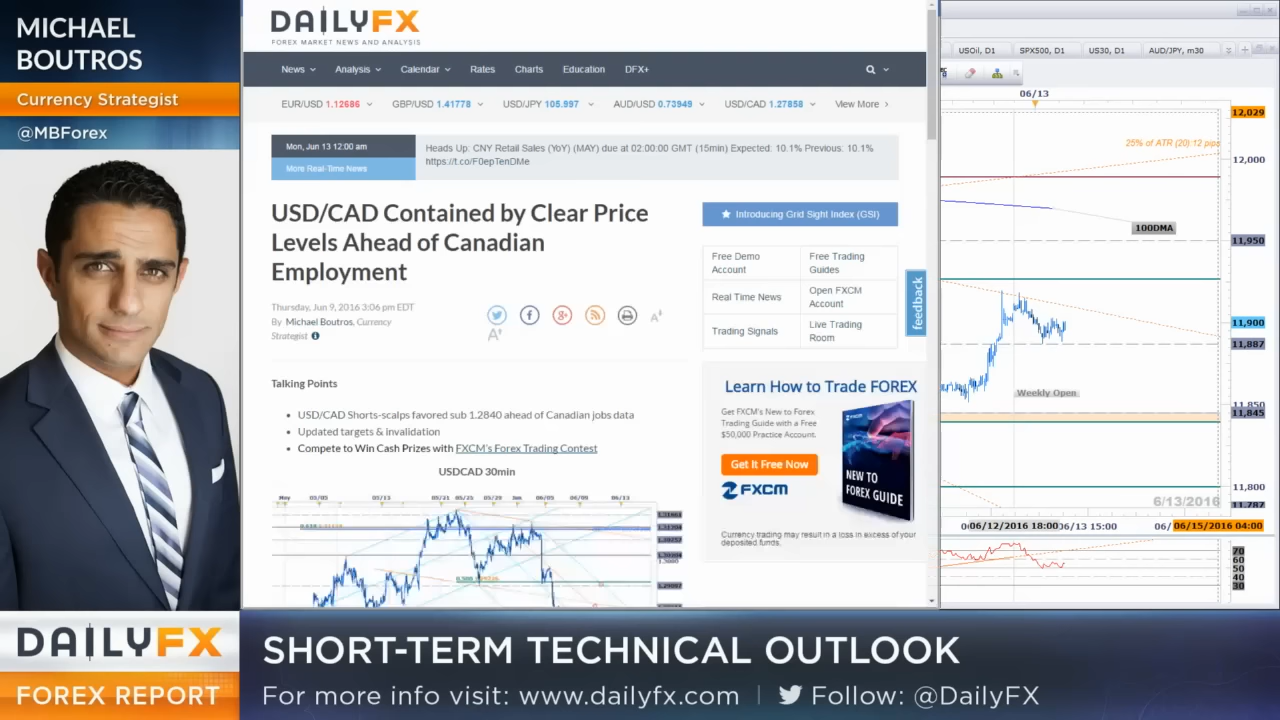 MICHAEL
BOUTROS
Currency Strategist
@MBForex
DAILYFX
FOREX REPORT
DAILYFX
FOREX MARKET NEWS AND ANALYSIS
News Analysis Calendar Rates Charts Education DFX+
EUR/USD 1.12686 GBP/USD 1.41778 USD/JPY 105.997 AUD/USD 0.73949 USD/CAD 1.27858 View More
Mon, Jun 13 12:00 am
More Real-Time News
Heads Up: CNY Retail Sales (YoY) (MAY) due at 02:00:00 GMT (15min) Expected: 10.1% Previous: 10.1%
https://t.co/F0epTenDMe
USD/CAD Contained by Clear Price
Levels Ahead of Canadian
Employment
Thursday, Jun 9, 2016 3:06 pm EDT
By Michael Boutros, Currency
Strategist
Talking Points
USD/CAD Shorts-scalps favored sub 1.2840 ahead of Canadian jobs data
Updated targets & invalidation
Compete to Win Cash Prizes with FXCM's Forex Trading Contest
USDCAD 30min
Introducing Grid Sight Index (GSI)
Free Demo
Account
Free Trading
Guides
Real Time News
Open FXCM
Account
Trading Signals
Live Trading
Room
feedback
Learn How to Trade FOREX
Get FXCM's New to Forex
Trading Guide with a Free
$50,000 Practice Account.
Get It Free Now
FXCM
NEW TO
FOREX GUIDE
Currency trading may result in a loss in excess of your
deposited funds.
USOil, D1 SPX500, D1 US30, D1 AUD/JPY, m30
06/13
12,029
25% of ATR (20):12 pips
12,000
100DMA
11,950
11,900
11,887
Weekly Open
11,850
11,845
11,800
6/13/2016
11,787
06/12/2016 18:00 06/13 15:00 06/ 06/15/2016 04:00
70
60
50
40
30
SHORT-TERM TECHNICAL OUTLOOK
For more info visit: www.dailyfx.com | Follow: @DailyFX